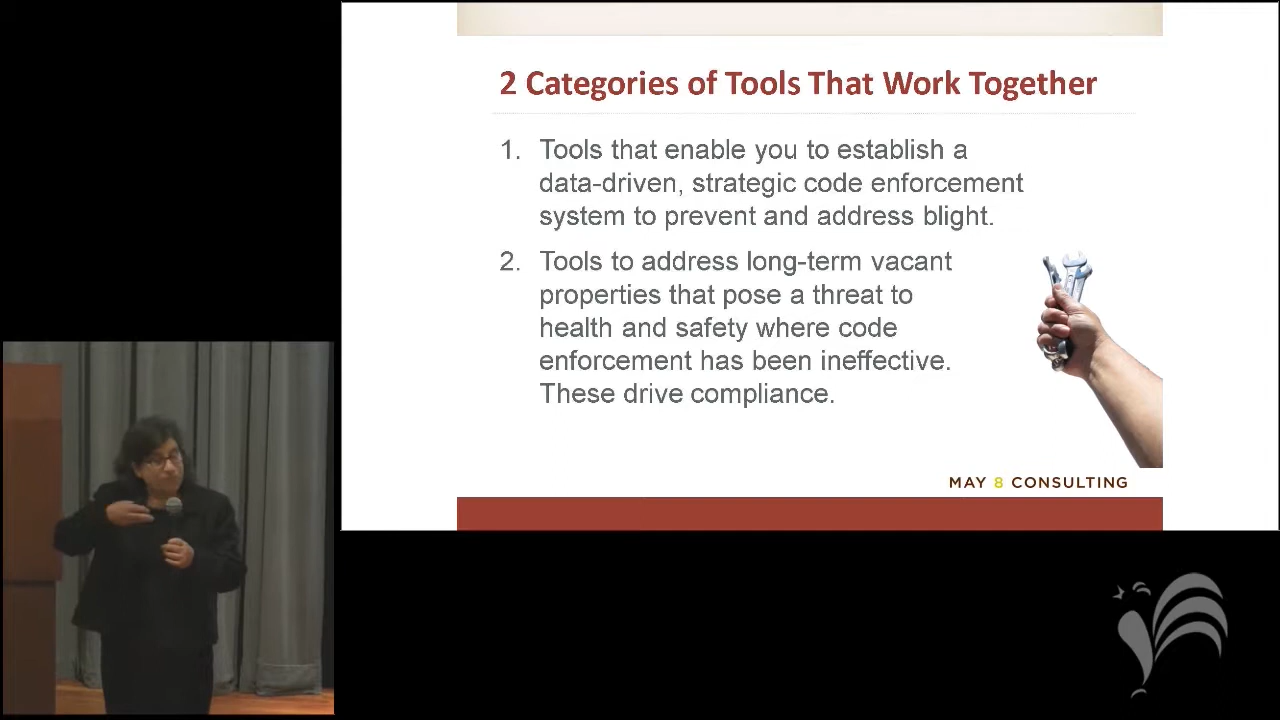 2 Categories of Tools That Work Together
1. Tools that enable you to establish a
data-driven, strategic code enforcement
system to prevent and address blight.
2. Tools to address long-term vacant
properties that pose a threat to
health and safety where code
enforcement has been ineffective.
These drive compliance.
MAY 8 CONSULTING